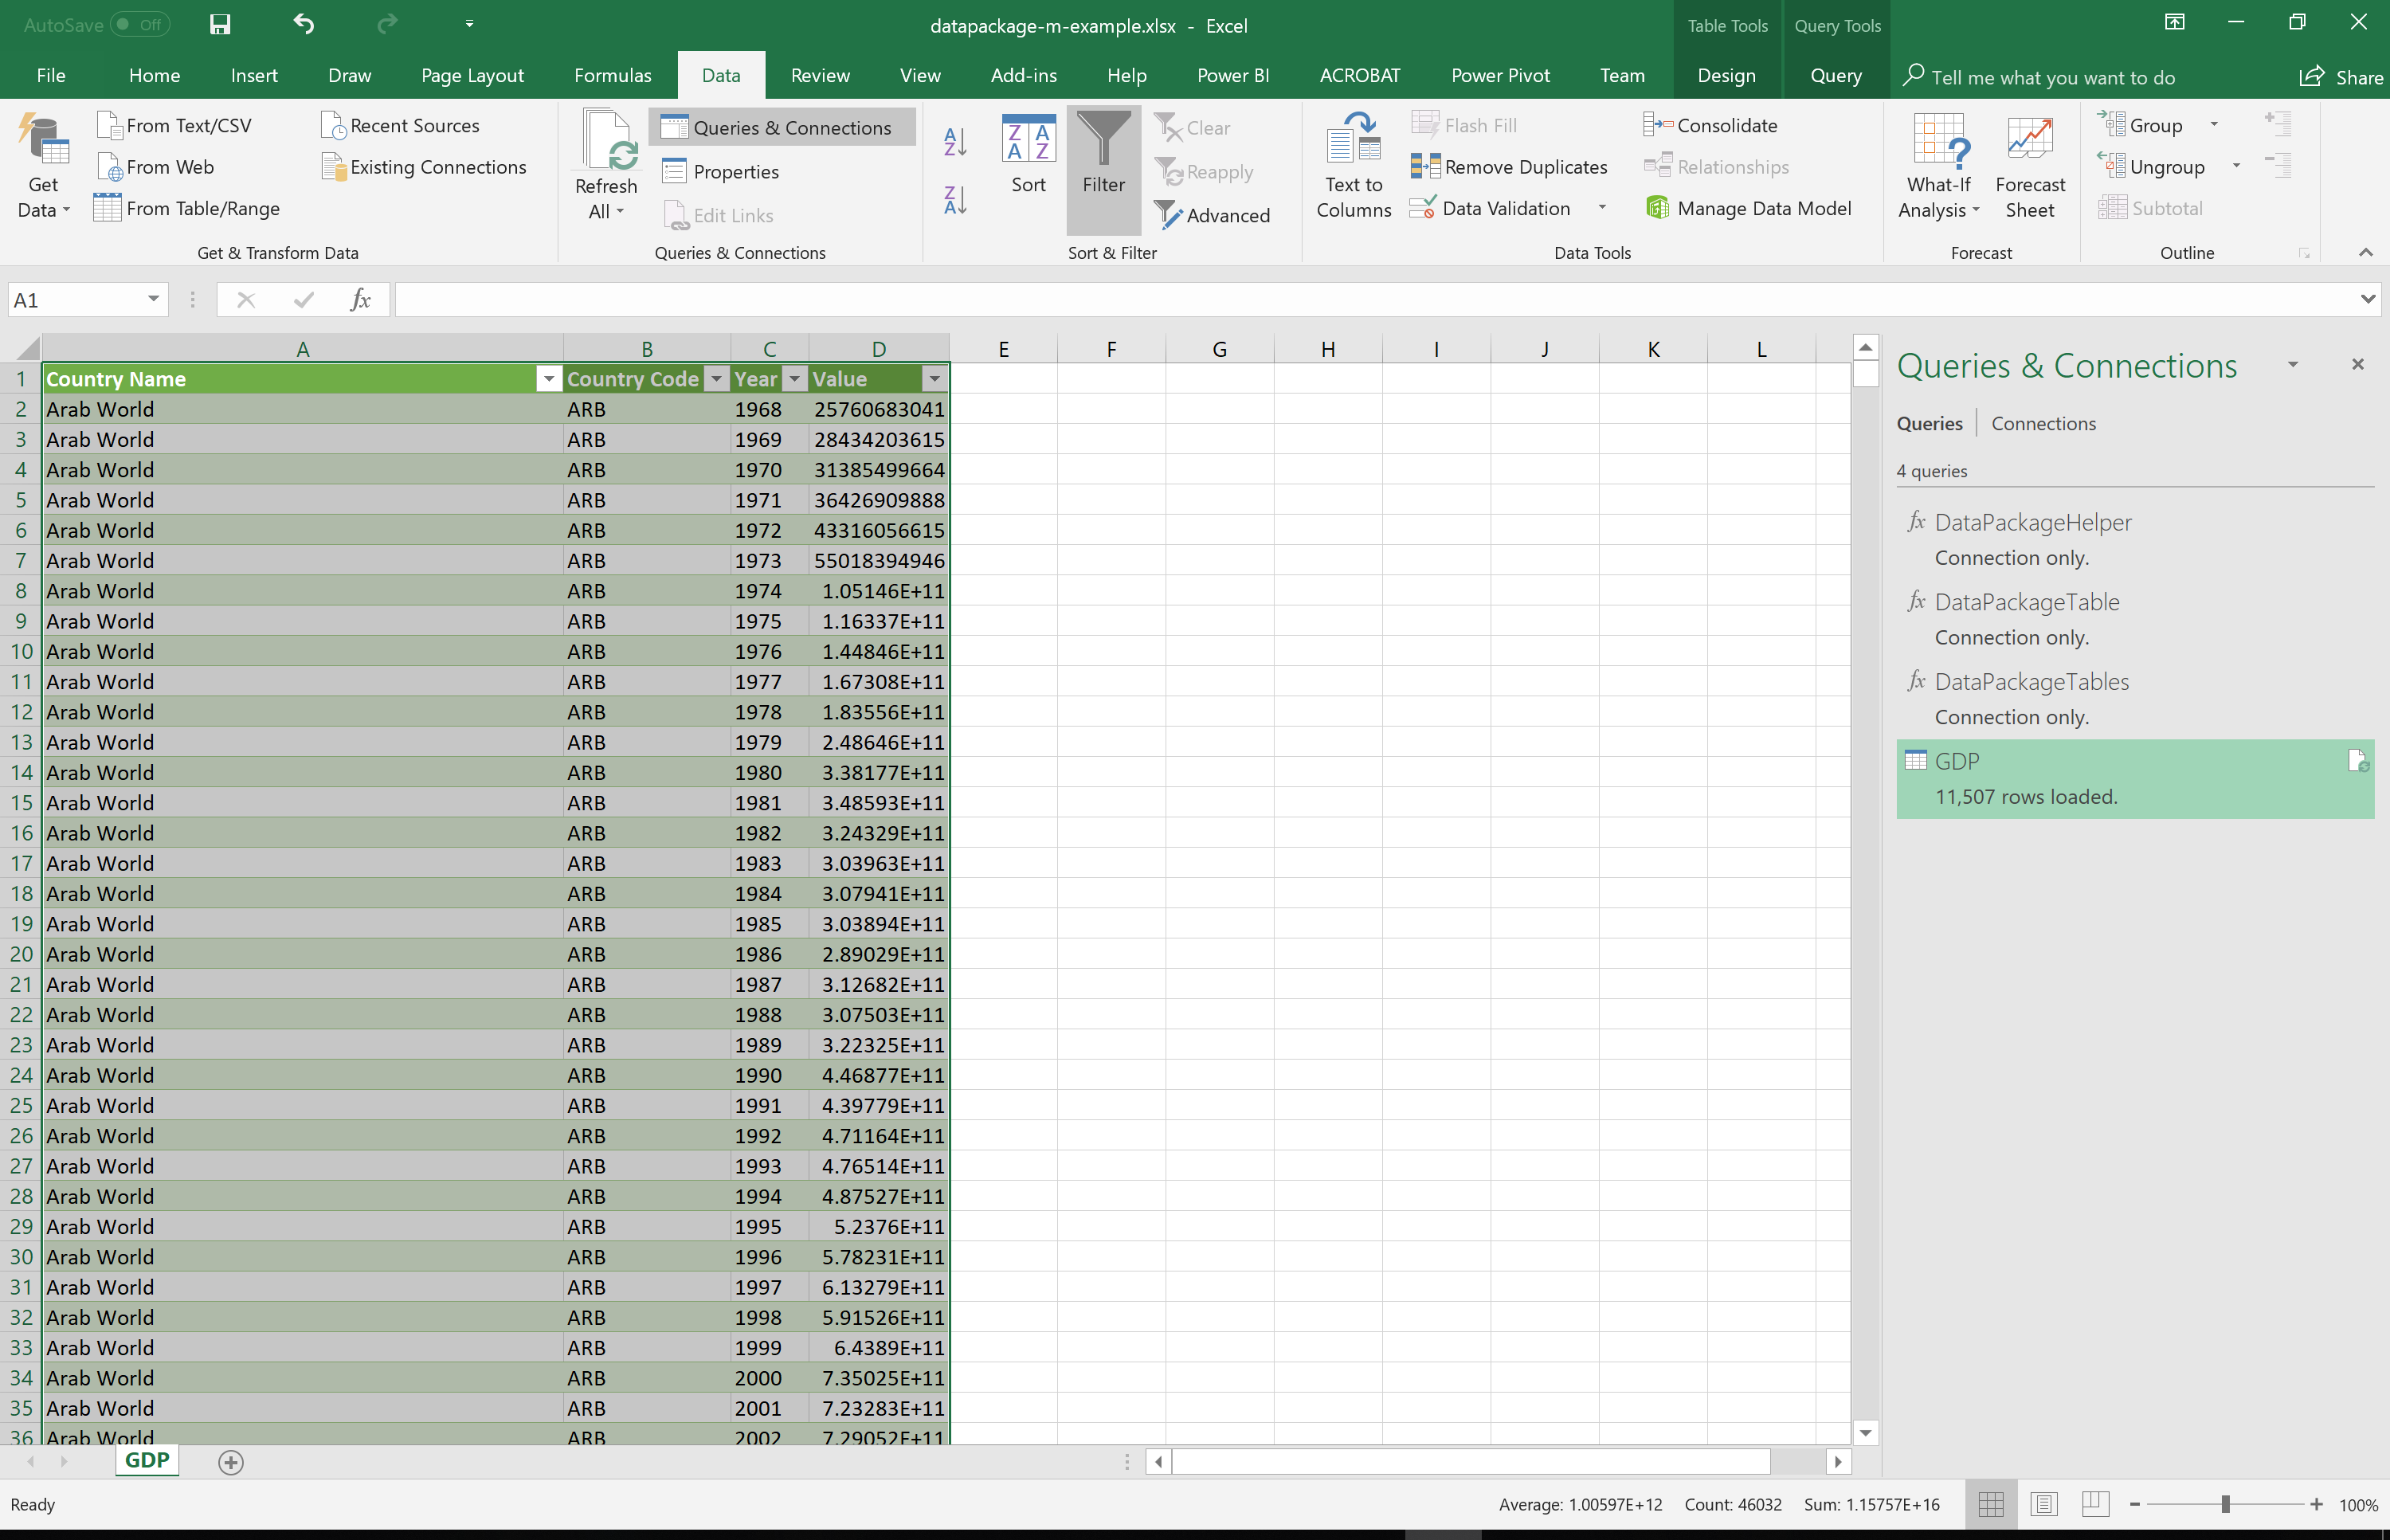 AutoSave Off
datapackage-m-example.xlsx - Excel
Table Tools Query Tools
File Home Insert Draw Page Layout Formulas Data Review View Add-ins Help Power BI ACROBAT Power Pivot Team Design Query Tell me what you want to do Share
Get Data
From Text/CSV
From Web
From Table/Range
Recent Sources
Existing Connections
Get & Transform Data
Refresh All
Queries & Connections
Properties
Edit Links
Queries & Connections
Sort
Filter
Clear
Reapply
Advanced
Sort & Filter
Text to Columns
Flash Fill
Remove Duplicates
Data Validation
Consolidate
Relationships
Manage Data Model
Data Tools
What-If Analysis
Forecast Sheet
Forecast
Group
Ungroup
Subtotal
Outline
A1 fx
A B C D E F G H I J K L
1 Country Name Country Code Year Value
2 Arab World ARB 1968 25760683041
3 Arab World ARB 1969 28434203615
4 Arab World ARB 1970 31385499664
5 Arab World ARB 1971 36426909888
6 Arab World ARB 1972 43316056615
7 Arab World ARB 1973 55018394946
8 Arab World ARB 1974 1.05146E+11
9 Arab World ARB 1975 1.16337E+11
10 Arab World ARB 1976 1.44846E+11
11 Arab World ARB 1977 1.67308E+11
12 Arab World ARB 1978 1.83556E+11
13 Arab World ARB 1979 2.48646E+11
14 Arab World ARB 1980 3.38177E+11
15 Arab World ARB 1981 3.48593E+11
16 Arab World ARB 1982 3.24329E+11
17 Arab World ARB 1983 3.03963E+11
18 Arab World ARB 1984 3.07941E+11
19 Arab World ARB 1985 3.03894E+11
20 Arab World ARB 1986 2.89029E+11
21 Arab World ARB 1987 3.12682E+11
22 Arab World ARB 1988 3.07503E+11
23 Arab World ARB 1989 3.22325E+11
24 Arab World ARB 1990 4.46877E+11
25 Arab World ARB 1991 4.39779E+11
26 Arab World ARB 1992 4.71164E+11
27 Arab World ARB 1993 4.76514E+11
28 Arab World ARB 1994 4.87527E+11
29 Arab World ARB 1995 5.2376E+11
30 Arab World ARB 1996 5.78231E+11
31 Arab World ARB 1997 6.13279E+11
32 Arab World ARB 1998 5.91526E+11
33 Arab World ARB 1999 6.4389E+11
34 Arab World ARB 2000 7.35025E+11
35 Arab World ARB 2001 7.23283E+11
36 Arab World ARB 2002 7.29052E+11
Queries & Connections
Queries Connections
4 queries
fx DataPackageHelper
Connection only.
fx DataPackageTable
Connection only.
fx DataPackageTables
Connection only.
GDP
11,507 rows loaded.
GDP
Ready
Average: 1.00597E+12 Count: 46032 Sum: 1.15757E+16
100%